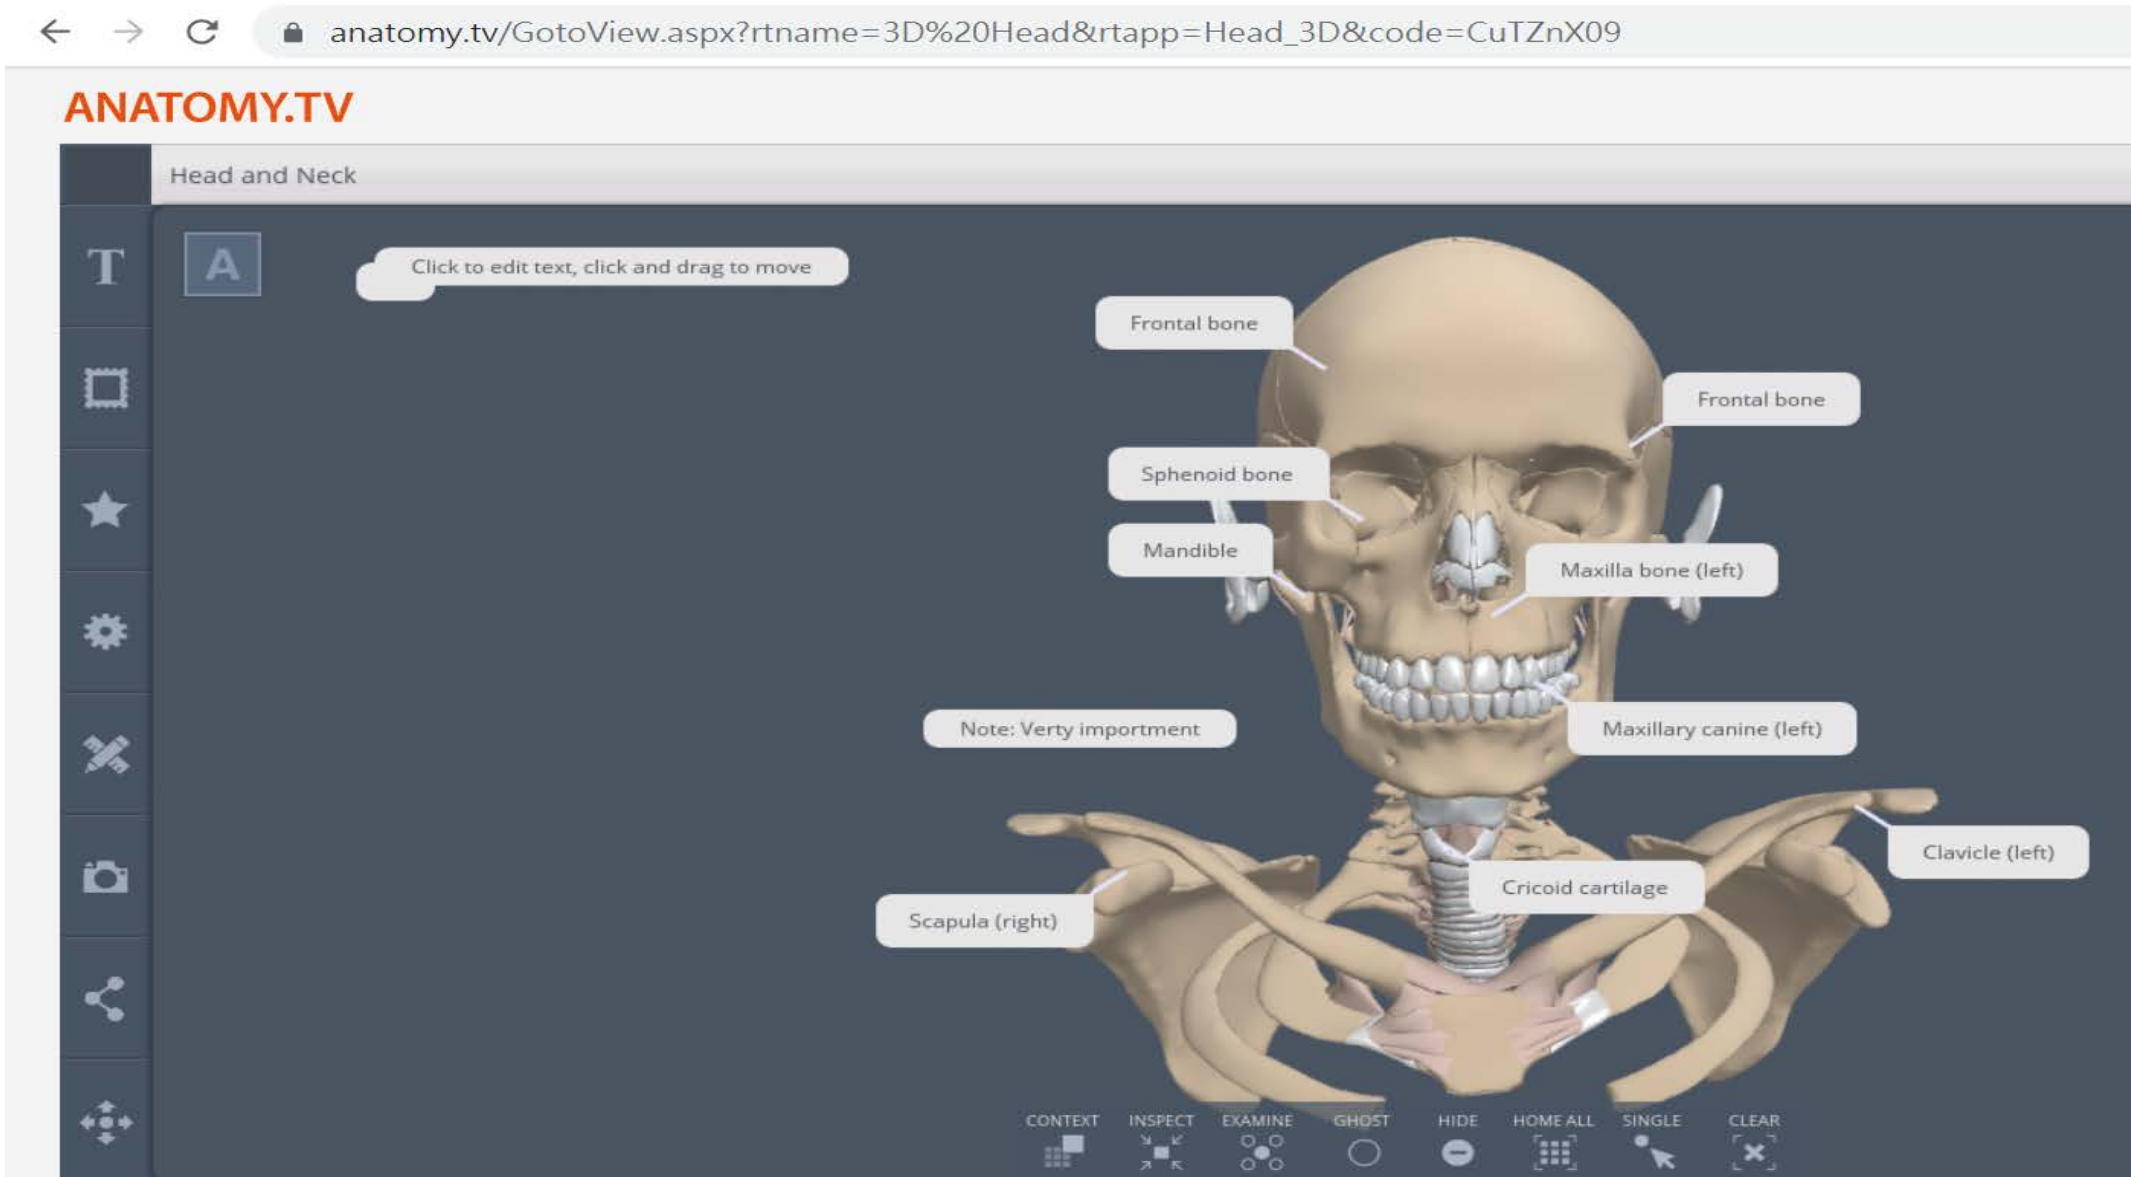 anatomy.tv/GotoView.aspx?rtname=3D%20Head&rtapp=Head_3D&code=CuTZnX09
ANATOMY.TV
Head and Neck
T
A
Click to edit text, click and drag to move
Frontal bone
Frontal bone
Sphenoid bone
Mandible
Maxilla bone (left)
Note: Verty importment
Maxillary canine (left)
Clavicle (left)
Cricoid cartilage
Scapula (right)
CONTEXT INSPECT EXAMINE GHOST HIDE HOME ALL SINGLE CLEAR